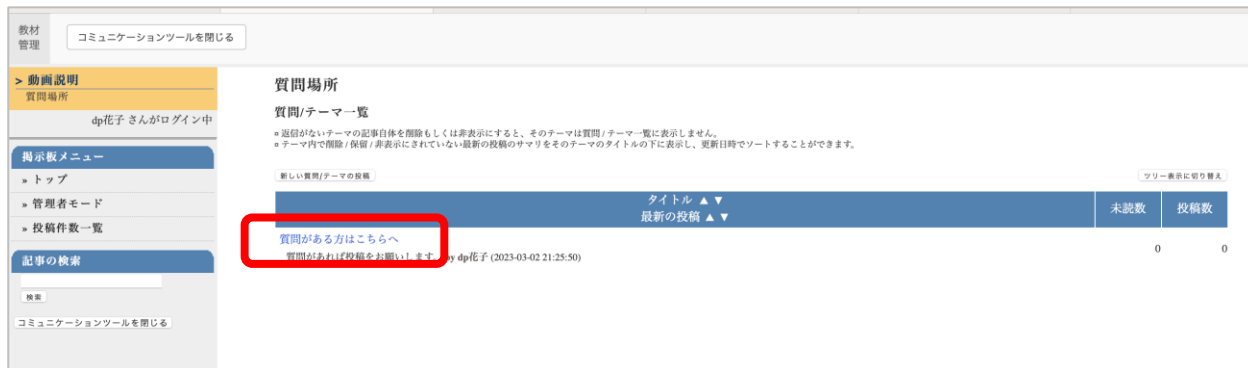 教材
管理
コミュニケーションツールを閉じる
> 動画説明
質問場所
dp花子 さんがログイン中
掲示板メニュー
» トップ
» 管理者モード
» 投稿件数一覧
記事の検索
検索
コミュニケーションツールを閉じる
質問場所
質問/テーマ一覧
¤ 返信がないテーマの記事自体を削除もしくは非表示にすると、そのテーマは質問 / テーマ一覧に表示しません。
¤ テーマ内で削除 / 保留 / 非表示にされていない最新の投稿のサマリをそのテーマのタイトルの下に表示し、更新日時でソートすることができます。
新しい質問/テーマの投稿
ツリー表示に切り替え
タイトル ▲ ▼
最新の投稿 ▲ ▼
未読数
投稿数
質問がある方はこちらへ
質問があれば投稿をお願いします。 by dp花子 (2023-03-02 21:25:50)
0
0